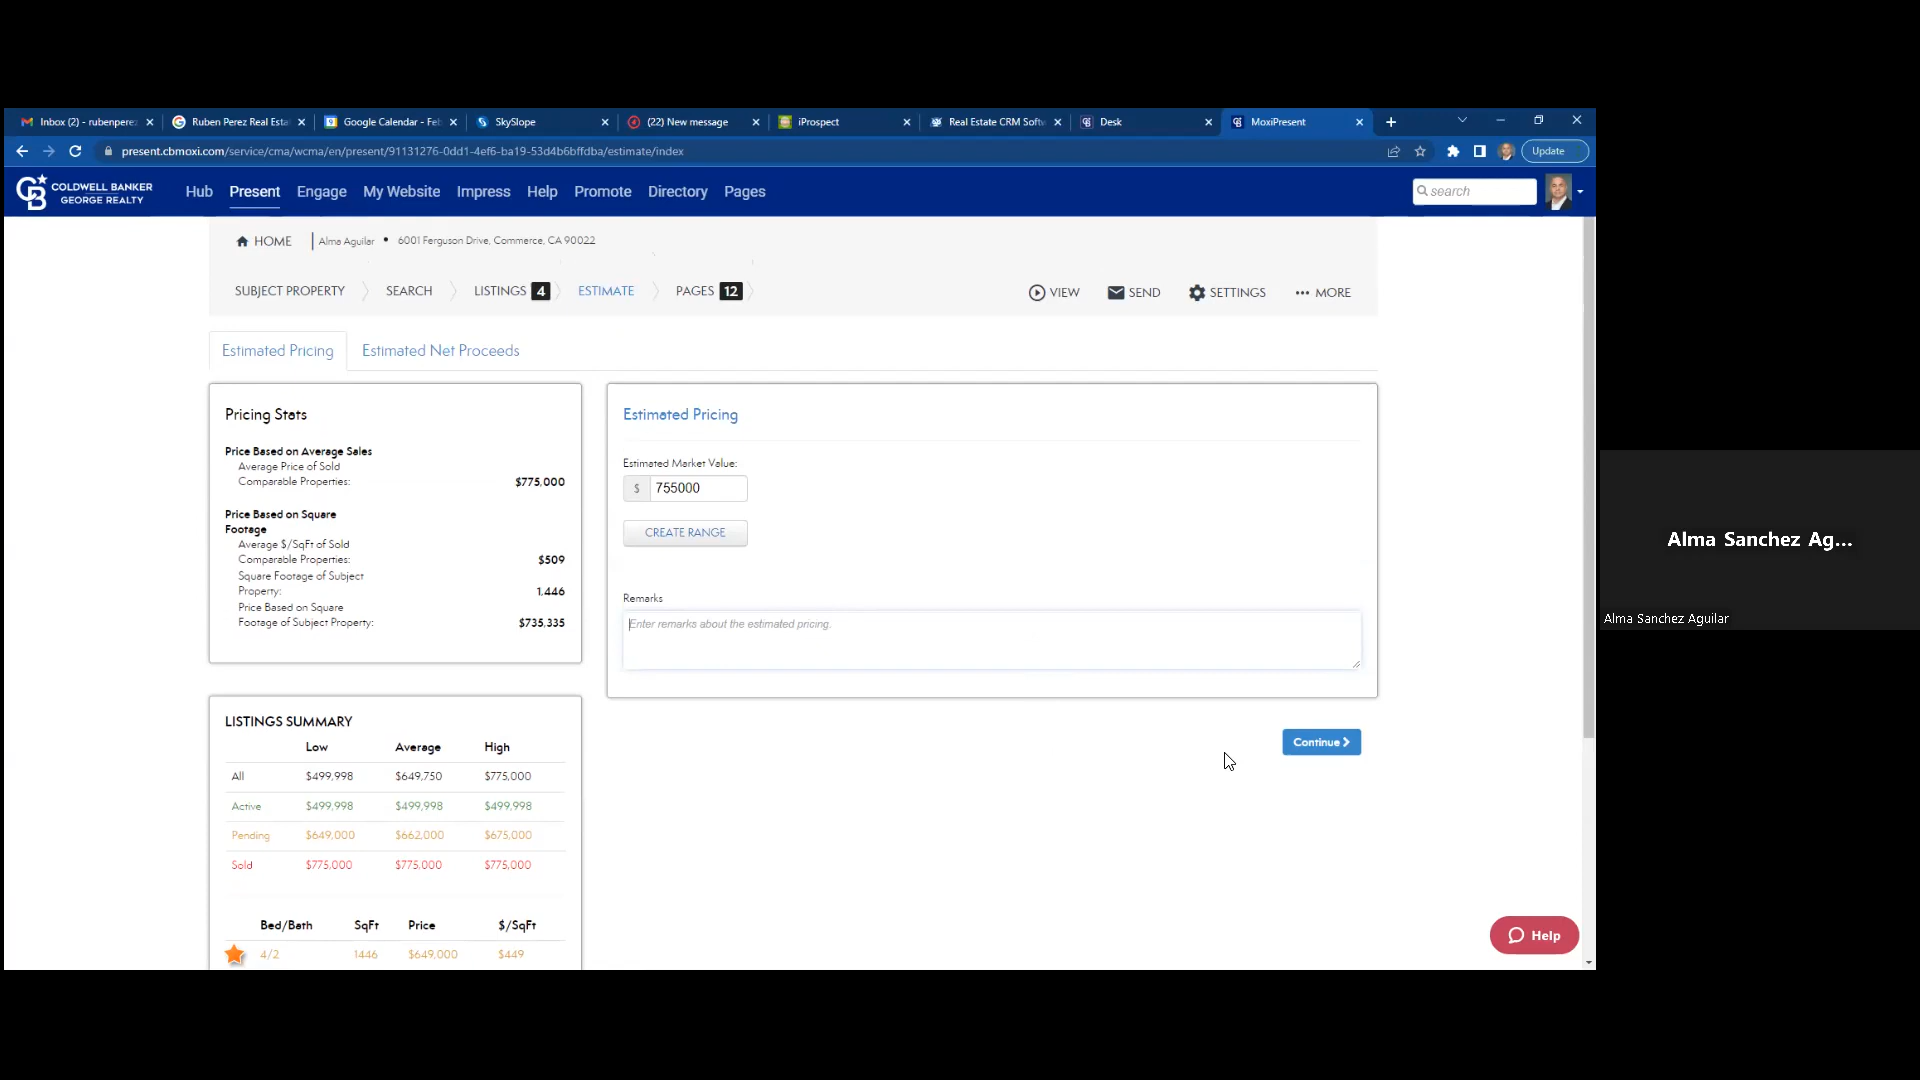 Inbox (2) - rubenperez
Ruben Perez Real Esta
Google Calendar - Feb
SkySlope
(22) New message
iProspect
Real Estate CRM Softw
Desk
MoxiPresent
present.cbmoxi.com/service/cma/wcma/en/present/91131276-0dd1-4ef6-ba19-53d4b6bffdba/estimate/index
Update
CB
COLDWELL BANKER
GEORGE REALTY
Hub
Present
Engage
My Website
Impress
Help
Promote
Directory
Pages
search
HOME
Alma Aguilar • 6001 Ferguson Drive, Commerce, CA 90022
SUBJECT PROPERTY
SEARCH
LISTINGS 4
ESTIMATE
PAGES 12
VIEW
SEND
SETTINGS
••• MORE
Estimated Pricing
Estimated Net Proceeds
Pricing Stats
Price Based on Average Sales
Average Price of Sold
Comparable Properties: $775,000
Price Based on Square
Footage
Average $/SqFt of Sold
Comparable Properties: $509
Square Footage of Subject
Property: 1,446
Price Based on Square
Footage of Subject Property: $735,335
Estimated Pricing
Estimated Market Value:
$ 755000
CREATE RANGE
Remarks
Enter remarks about the estimated pricing.
Continue
LISTINGS SUMMARY
Low Average High
All $499,998 $649,750 $775,000
Active $499,998 $499,998 $499,998
Pending $649,000 $662,000 $675,000
Sold $775,000 $775,000 $775,000
Bed/Bath SqFt Price $/SqFt
4/2 1446 $649,000 $449
Help
Alma Sanchez Ag...
Alma Sanchez Aguilar